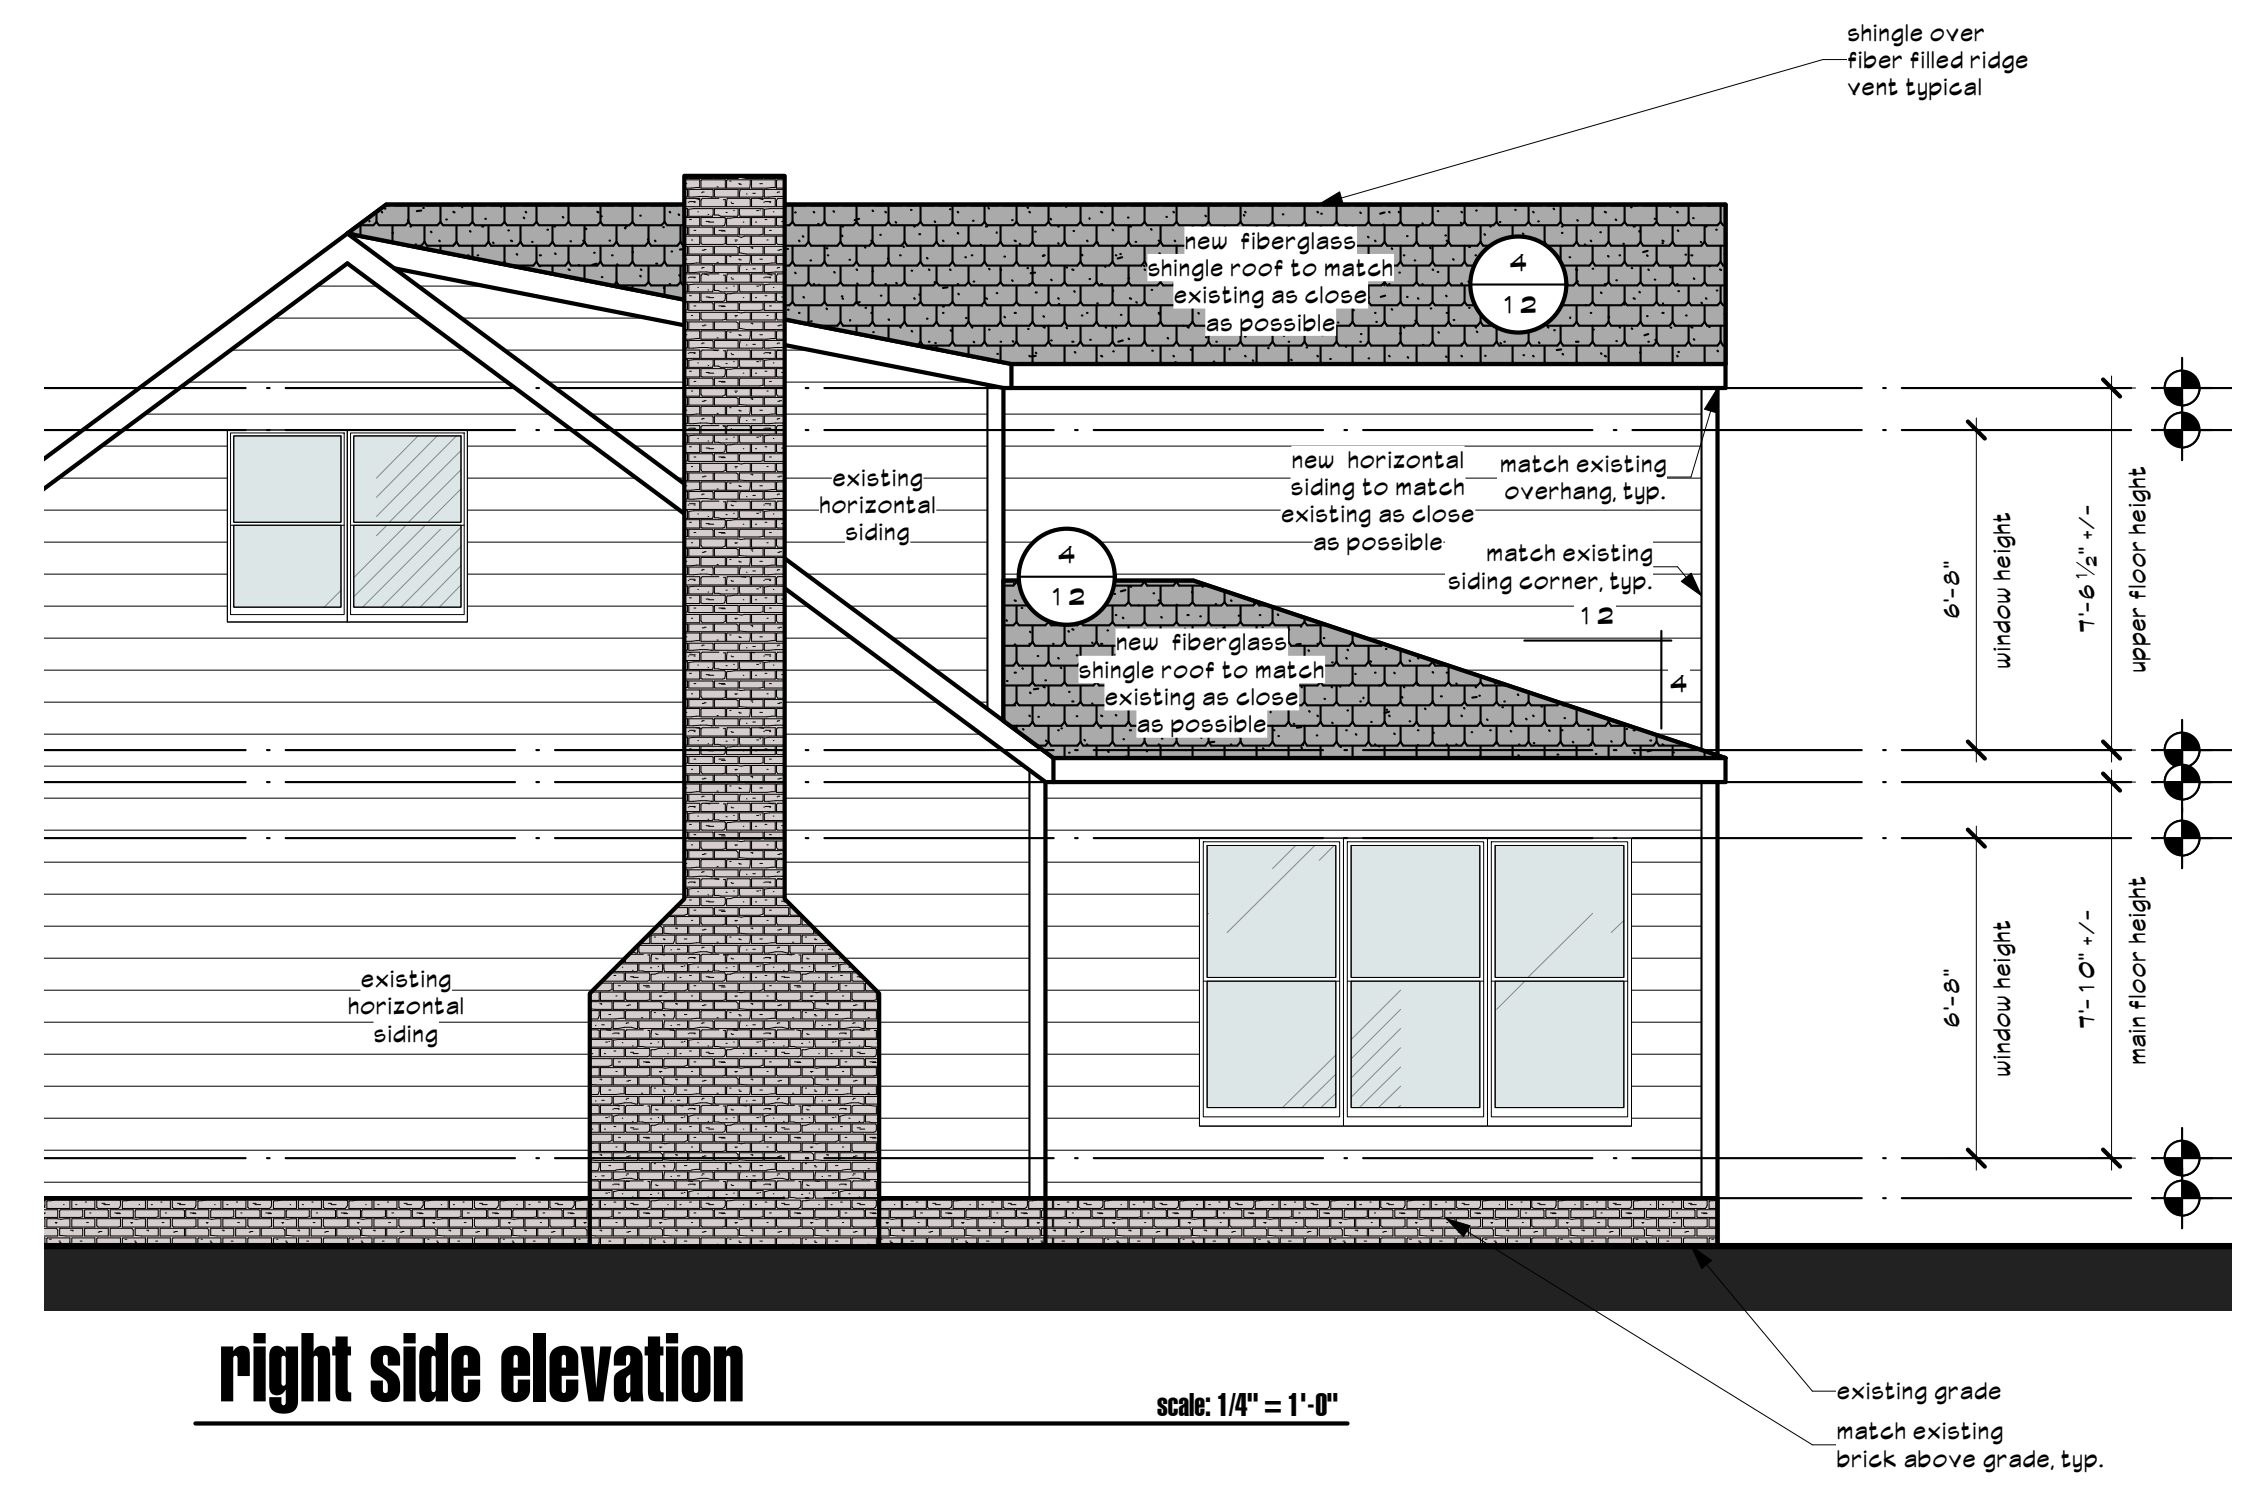 shingle over
fiber filled ridge
vent typical
new fiberglass
shingle roof to match
existing as close
as possible
4
12
existing
horizontal
siding
new horizontal
siding to match
existing as close
as possible
match existing
overhang, typ.
match existing
siding corner, typ.
12
4
4
12
new fiberglass
shingle roof to match
existing as close
as possible
6'-8"
window height
7'-6 1/2" +/-
upper floor height
existing
horizontal
siding
6'-8"
window height
7'-10" +/-
main floor height
right side elevation
scale: 1/4" = 1'-0"
existing grade
match existing
brick above grade, typ.